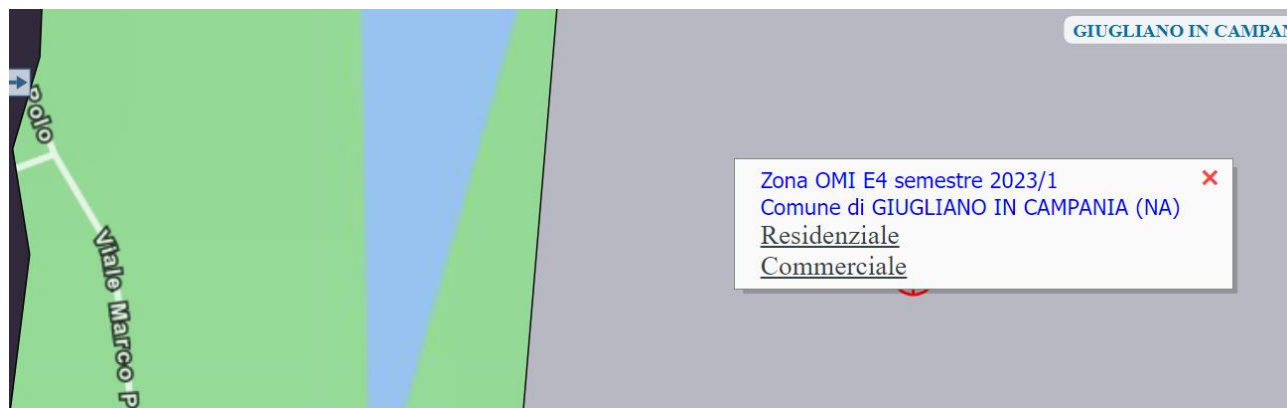 GIUGLIANO IN CAMPAN
Polo
Viale Marco P
Zona OMI E4 semestre 2023/1
Comune di GIUGLIANO IN CAMPANIA (NA)
Residenziale
Commerciale